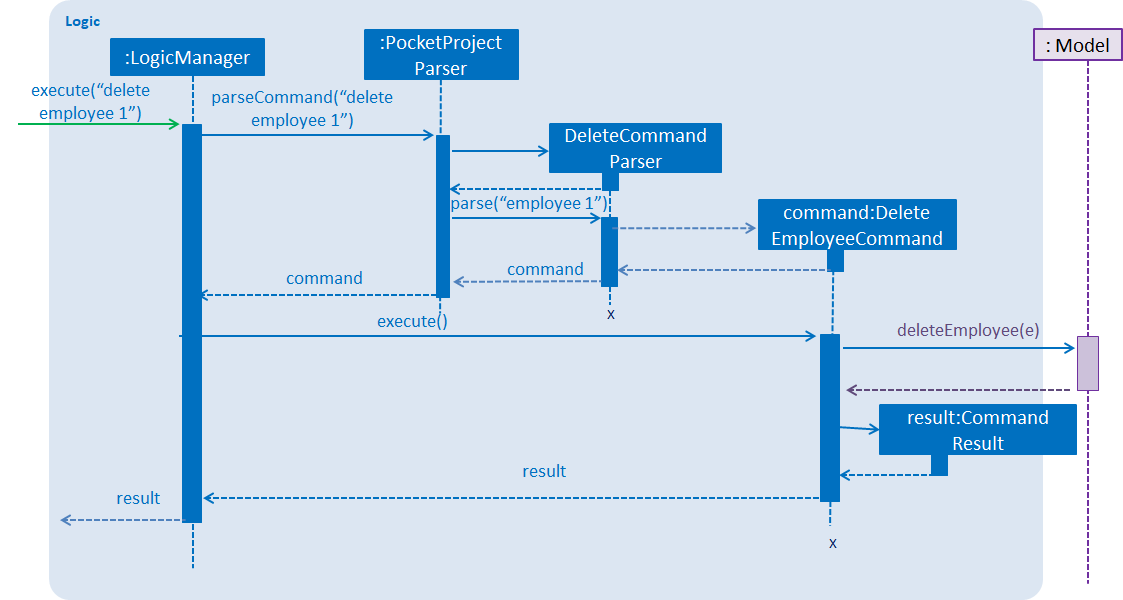 Logic
:LogicManager
:PocketProject
Parser
: Model
execute(“delete
employee 1”)
parseCommand(“delete
employee 1”)
DeleteCommand
Parser
parse(“employee 1”)
command:Delete
EmployeeCommand
command
command
x
execute()
deleteEmployee(e)
result:Command
Result
result
result
x